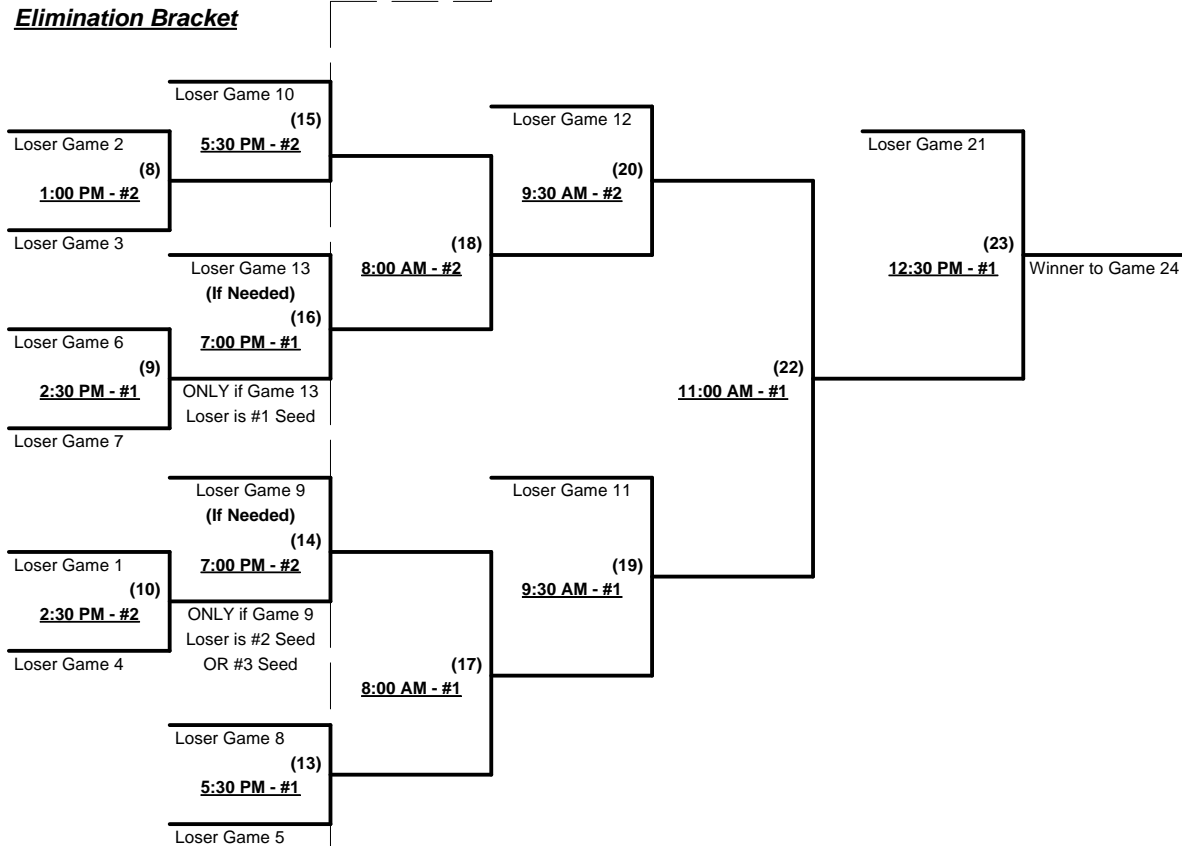 Elimination Bracket
Loser Game 10
(15)
5:30 PM - #2
Loser Game 2
(8)
1:00 PM - #2
Loser Game 3
Loser Game 13
(If Needed)
(16)
7:00 PM - #1
ONLY if Game 13
Loser is #1 Seed
Loser Game 6
(9)
2:30 PM - #1
Loser Game 7
Loser Game 9
(If Needed)
(14)
7:00 PM - #2
ONLY if Game 9
Loser is #2 Seed
OR #3 Seed
Loser Game 1
(10)
2:30 PM - #2
Loser Game 4
Loser Game 8
(13)
5:30 PM - #1
Loser Game 5
(18)
8:00 AM - #2
(17)
8:00 AM - #1
Loser Game 12
(20)
9:30 AM - #2
Loser Game 11
(19)
9:30 AM - #1
(22)
11:00 AM - #1
Loser Game 21
(23)
12:30 PM - #1
Winner to Game 24